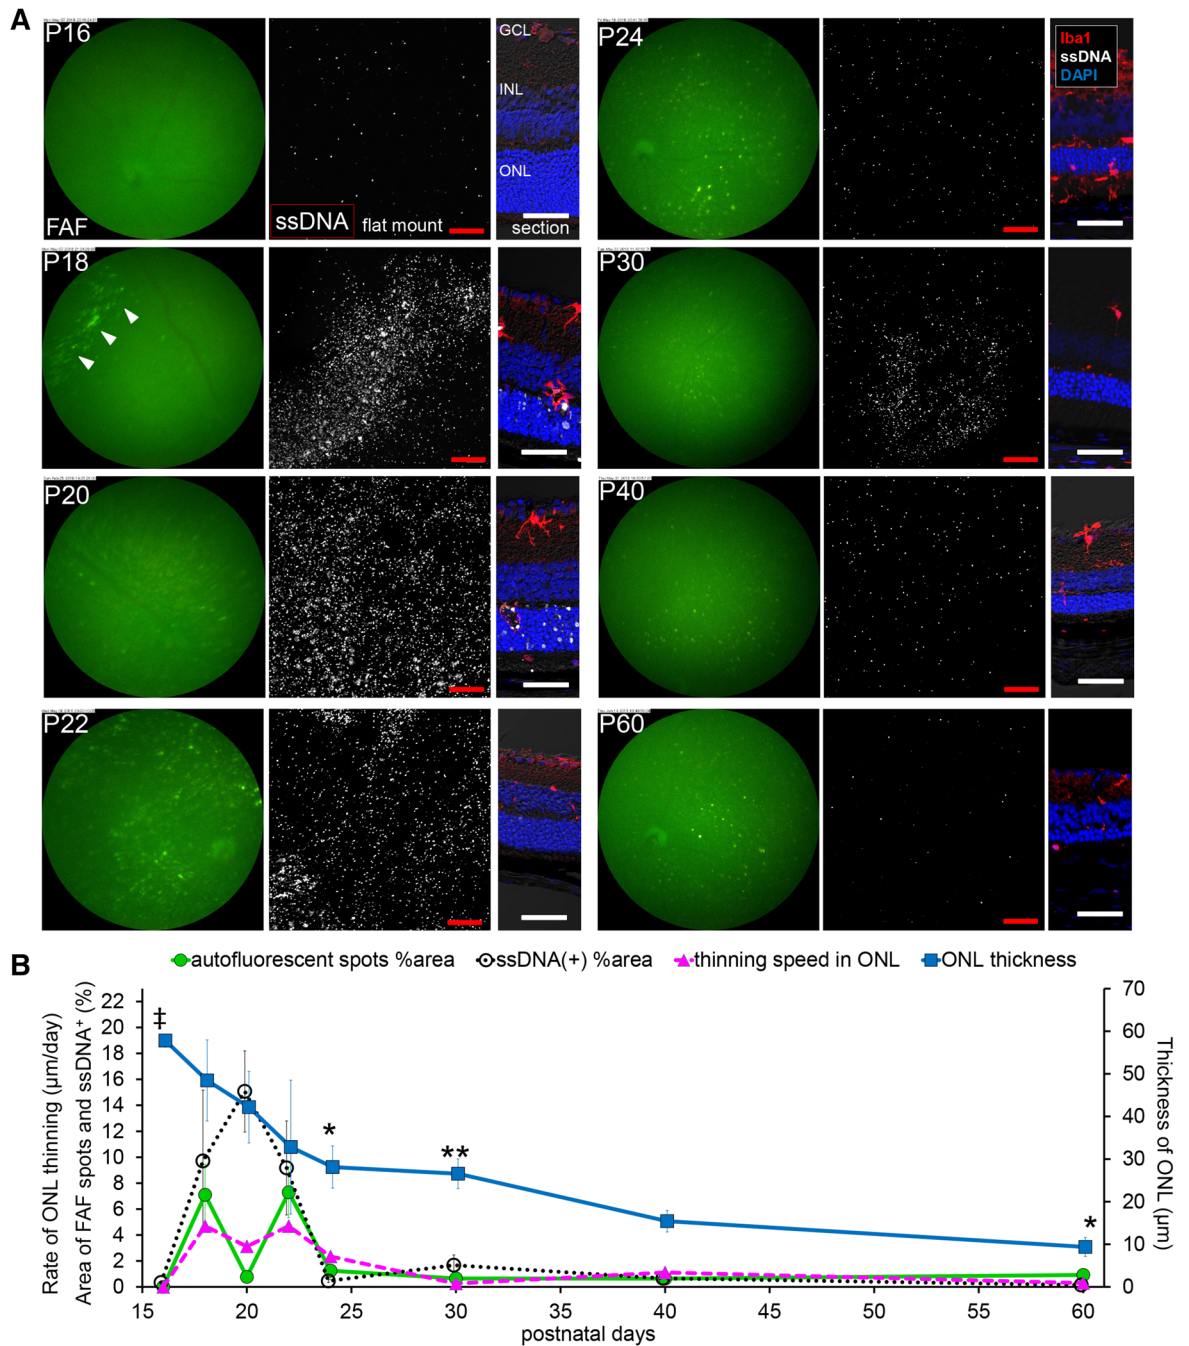 A
P16
GCL
INL
ONL
FAF
ssDNA
flat mount
section
P24
Iba1
ssDNA
DAPI
P18
P30
P20
P40
P22
P60
B
autofluorescent spots %area
ssDNA(+) %area
thinning speed in ONL
ONL thickness
Rate of ONL thinning (µm/day)
Area of FAF spots and ssDNA⁺ (%)
22
20
18
16
14
12
10
8
6
4
2
0
‡
*
**
*
70
60
50
40
30
20
10
0
Thickness of ONL (µm)
15
20
25
30
35
40
45
50
55
60
postnatal days